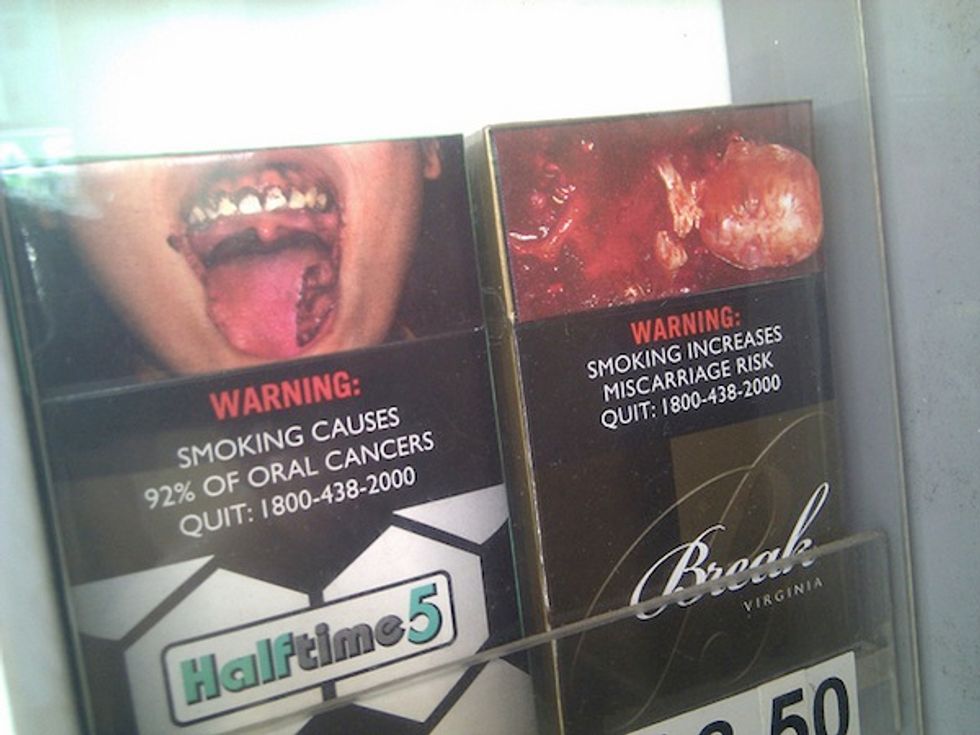 WARNING:
SMOKING CAUSES
92% OF ORAL CANCERS
QUIT: 1800-438-2000
Halftime5
WARNING:
SMOKING INCREASES
MISCARRIAGE RISK
QUIT: 1800-438-2000
Break
VIRGINIA
.50